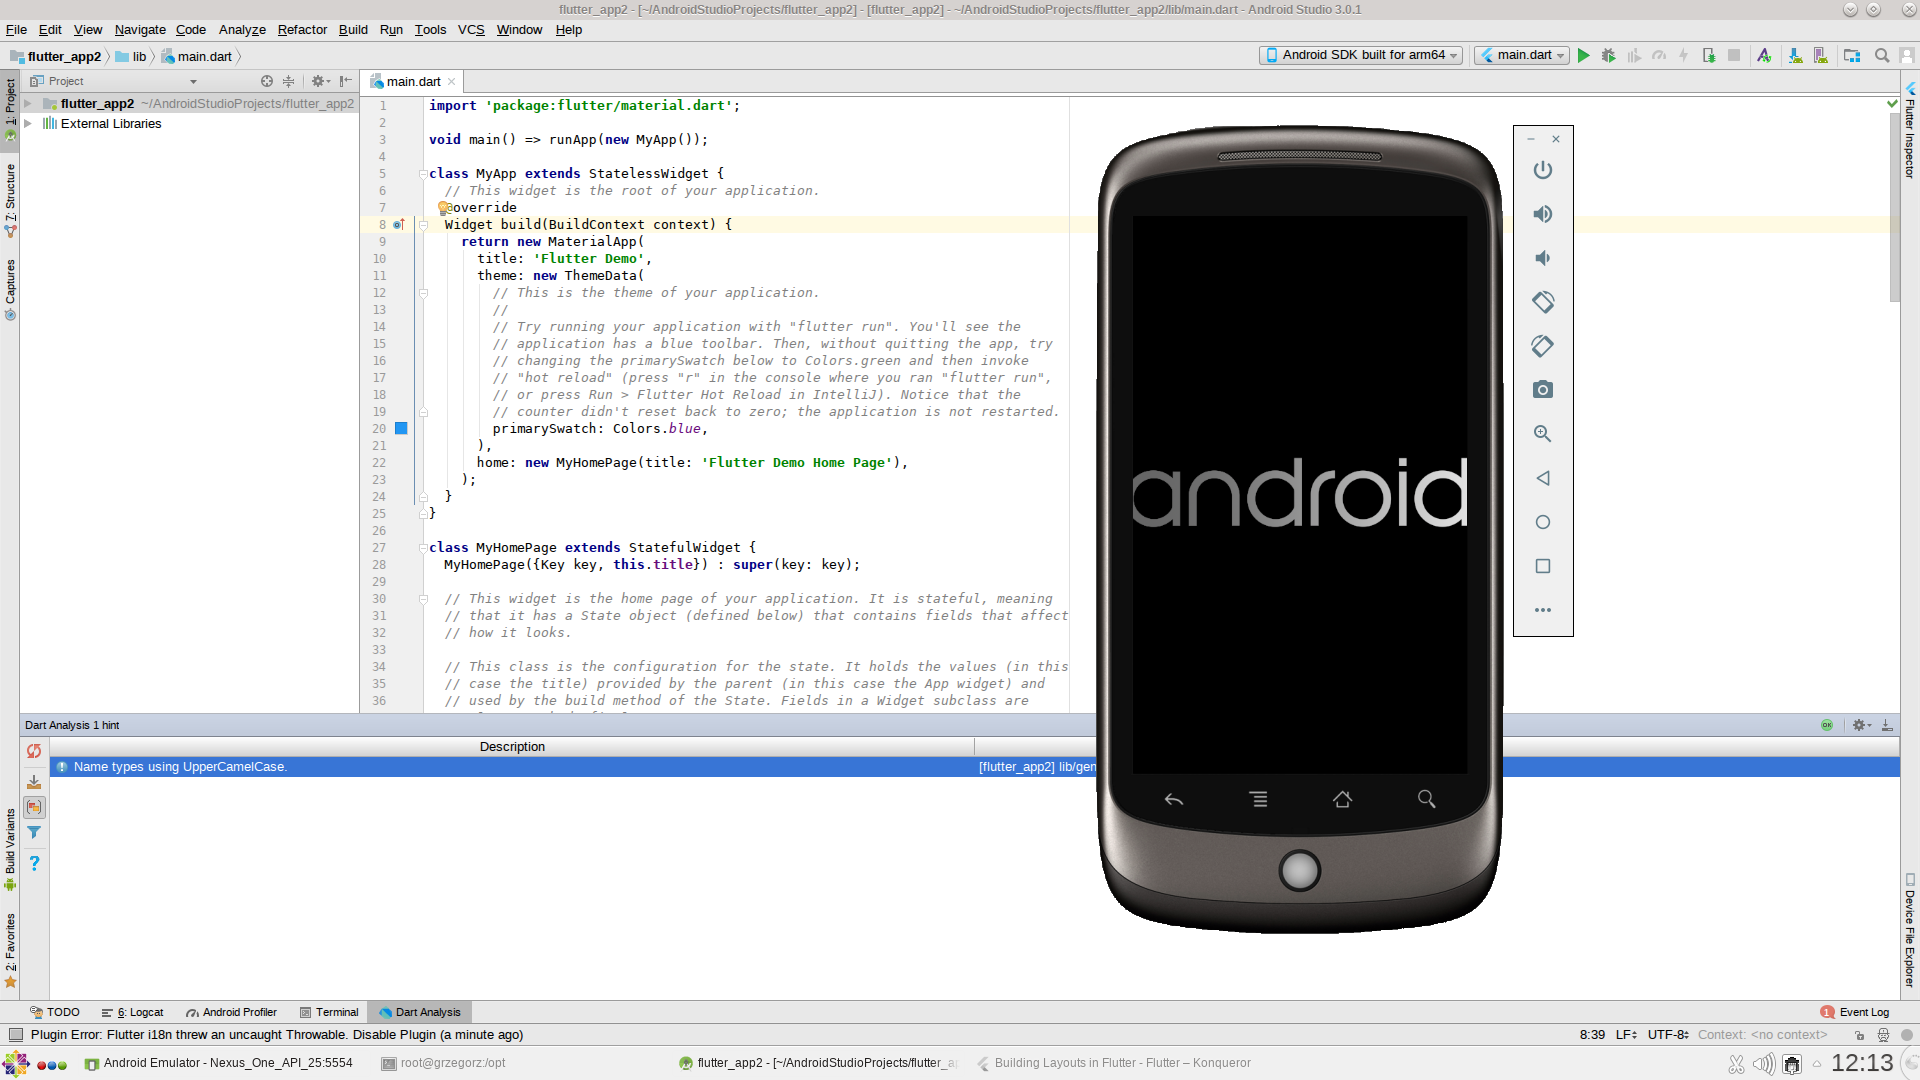 flutter_app2 - [~/AndroidStudioProjects/flutter_app2] - [flutter_app2] - ~/AndroidStudioProjects/flutter_app2/lib/main.dart - Android Studio 3.0.1
File Edit View Navigate Code Analyze Refactor Build Run Tools VCS Window Help
flutter_app2 lib main.dart Android SDK built for arm64 main.dart
Project main.dart
flutter_app2 ~/AndroidStudioProjects/flutter_app2
External Libraries
1: Project
7: Structure
Captures
Build Variants
2: Favorites
Flutter Inspector
Device File Explorer
1 import 'package:flutter/material.dart';
2
3 void main() => runApp(new MyApp());
4
5 class MyApp extends StatelessWidget {
6 // This widget is the root of your application.
7 @override
8 Widget build(BuildContext context) {
9 return new MaterialApp(
10 title: 'Flutter Demo',
11 theme: new ThemeData(
12 // This is the theme of your application.
13 //
14 // Try running your application with "flutter run". You'll see the
15 // application has a blue toolbar. Then, without quitting the app, try
16 // changing the primarySwatch below to Colors.green and then invoke
17 // "hot reload" (press "r" in the console where you ran "flutter run",
18 // or press Run > Flutter Hot Reload in IntelliJ). Notice that the
19 // counter didn't reset back to zero; the application is not restarted.
20 primarySwatch: Colors.blue,
21 ),
22 home: new MyHomePage(title: 'Flutter Demo Home Page'),
23 );
24 }
25 }
26
27 class MyHomePage extends StatefulWidget {
28 MyHomePage({Key key, this.title}) : super(key: key);
29
30 // This widget is the home page of your application. It is stateful, meaning
31 // that it has a State object (defined below) that contains fields that affect
32 // how it looks.
33
34 // This class is the configuration for the state. It holds the values (in this
35 // case the title) provided by the parent (in this case the App widget) and
36 // used by the build method of the State. Fields in a Widget subclass are
android
Dart Analysis 1 hint
Description
Name types using UpperCamelCase. [flutter_app2] lib/gen
TODO 6: Logcat Android Profiler Terminal Dart Analysis 1 Event Log
Plugin Error: Flutter i18n threw an uncaught Throwable. Disable Plugin (a minute ago) 8:39 LF UTF-8 Context: <no context>
Android Emulator - Nexus_One_API_25:5554 root@grzegorz:/opt flutter_app2 - [~/AndroidStudioProjects/flutter_a Building Layouts in Flutter - Flutter – Konqueror 12:13